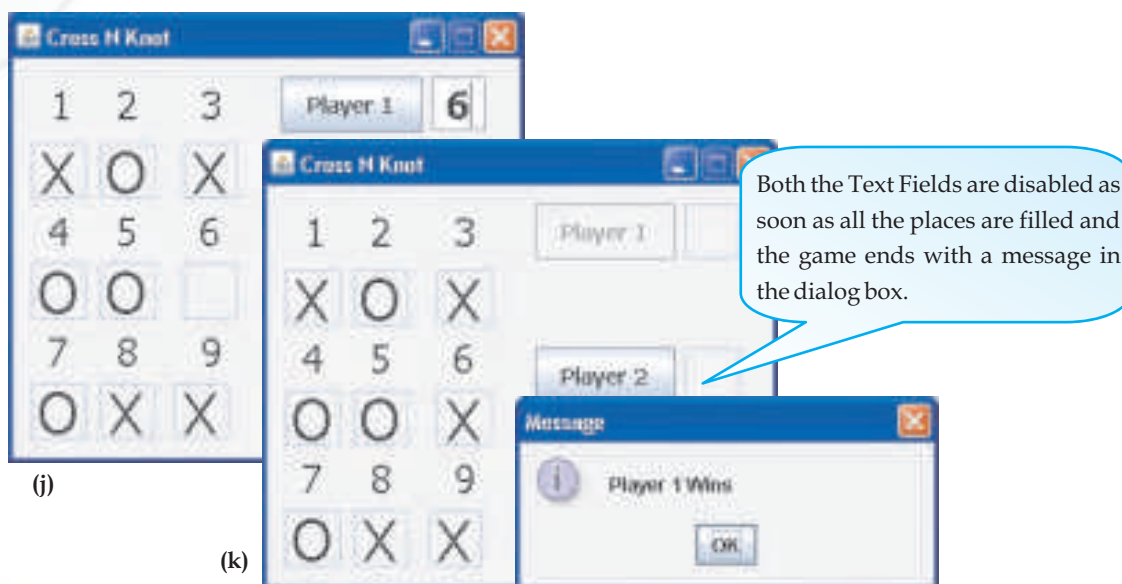 Cross N Knot
1 2 3
Player 1 6
X O X
4 5 6
O O
7 8 9
O X X
(j)
Cross N Knot
1 2 3
Player 1
X O X
4 5 6
Player 2
O O X
7 8 9
O X X
(k)
Both the Text Fields are disabled as
soon as all the places are filled and
the game ends with a message in
the dialog box.
Message
i
Player 1 Wins
OK